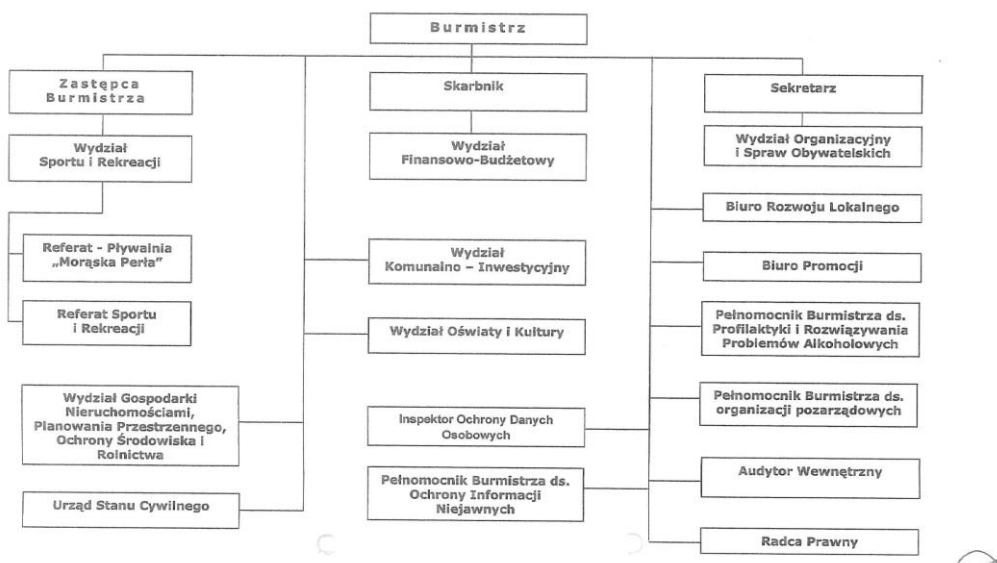 Burmistrz
Zastępca
Burmistrza
Skarbnik
Sekretarz
Wydział
Sportu i Rekreacji
Wydział
Finansowo-Budżetowy
Wydział Organizacyjny
i Spraw Obywatelskich
Biuro Rozwoju Lokalnego
Referat - Pływalnia
„Morąska Perła”
Wydział
Komunalno – Inwestycyjny
Biuro Promocji
Referat Sportu
i Rekreacji
Wydział Oświaty i Kultury
Pełnomocnik Burmistrza ds.
Profilaktyki i Rozwiązywania
Problemów Alkoholowych
Wydział Gospodarki
Nieruchomościami,
Planowania Przestrzennego,
Ochrony Środowiska i
Rolnictwa
Inspektor Ochrony Danych
Osobowych
Pełnomocnik Burmistrza ds.
organizacji pozarządowych
Urząd Stanu Cywilnego
Pełnomocnik Burmistrza ds.
Ochrony Informacji
Niejawnych
Audytor Wewnętrzny
Radca Prawny